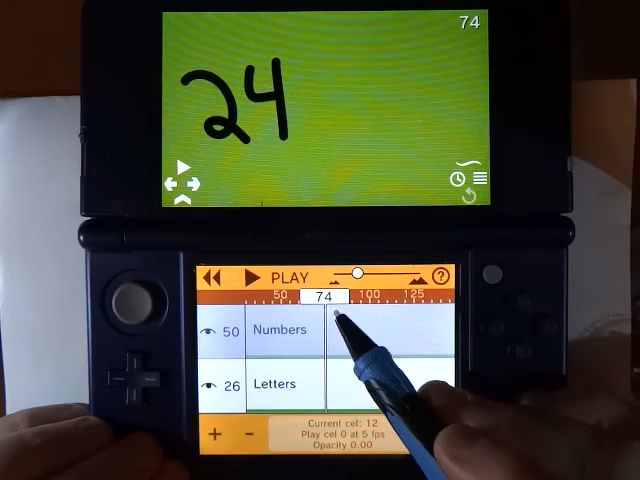 74
24
PLAY ?
50 74 100 125
50 Numbers
26 Letters
+ - Current cel: 12
Play cel 0 at 5 fps
Opacity 0.00